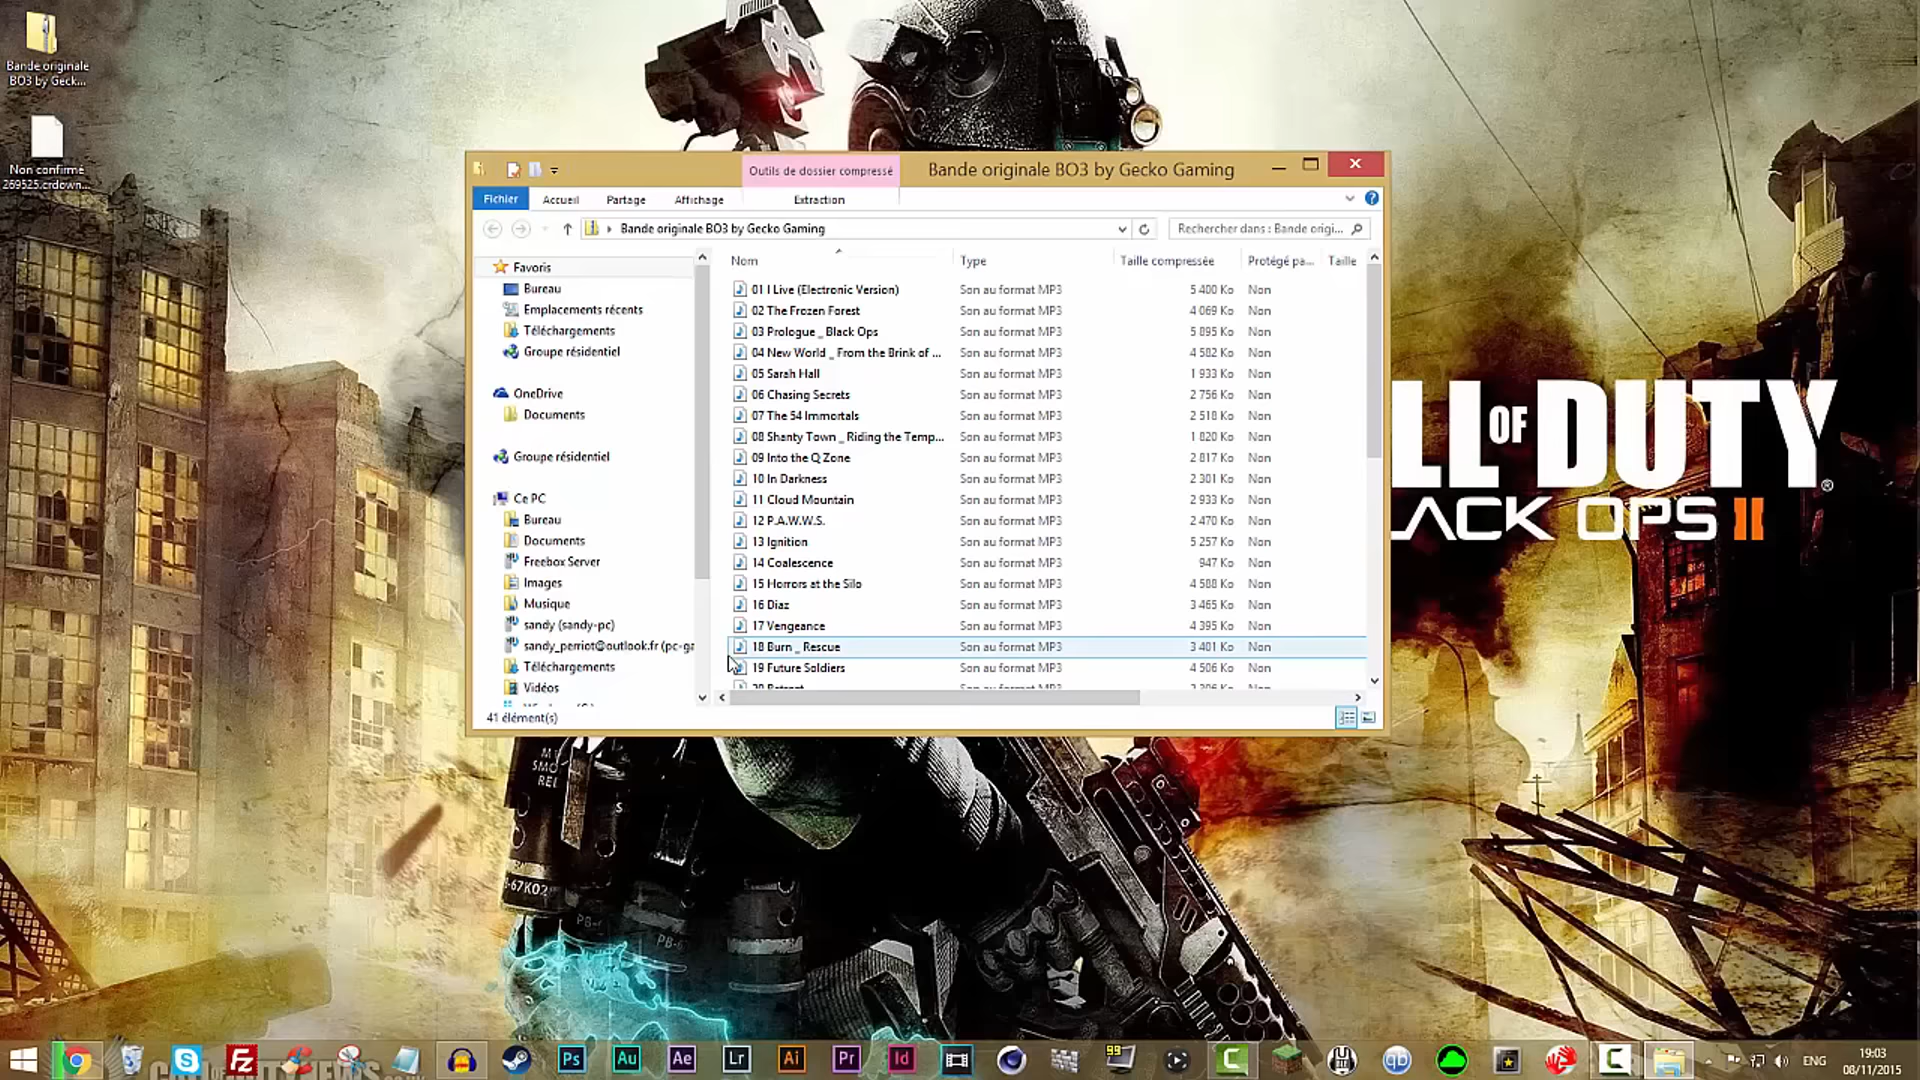 Bande originale
BO3 by Geck...
Non confirmé
269525.crdown...
Outils de dossier compressé
Bande originale BO3 by Gecko Gaming
Fichier
Accueil
Partage
Affichage
Extraction
Bande originale BO3 by Gecko Gaming
Rechercher dans : Bande origi...
Favoris
Bureau
Emplacements récents
Téléchargements
Groupe résidentiel
OneDrive
Documents
Groupe résidentiel
Ce PC
Bureau
Documents
Freebox Server
Images
Musique
sandy (sandy-pc)
sandy_perriot@outlook.fr (pc-ga
Téléchargements
Vidéos
Nom Type Taille compressée Protégé pa... Taille
01 I Live (Electronic Version) Son au format MP3 5 400 Ko Non
02 The Frozen Forest Son au format MP3 4 069 Ko Non
03 Prologue _ Black Ops Son au format MP3 5 895 Ko Non
04 New World _ From the Brink of ... Son au format MP3 4 582 Ko Non
05 Sarah Hall Son au format MP3 1 933 Ko Non
06 Chasing Secrets Son au format MP3 2 756 Ko Non
07 The 54 Immortals Son au format MP3 2 518 Ko Non
08 Shanty Town _ Riding the Temp... Son au format MP3 1 820 Ko Non
09 Into the Q Zone Son au format MP3 2 817 Ko Non
10 In Darkness Son au format MP3 2 301 Ko Non
11 Cloud Mountain Son au format MP3 2 933 Ko Non
12 P.A.W.W.S. Son au format MP3 2 470 Ko Non
13 Ignition Son au format MP3 5 257 Ko Non
14 Coalescence Son au format MP3 947 Ko Non
15 Horrors at the Silo Son au format MP3 4 588 Ko Non
16 Diaz Son au format MP3 3 465 Ko Non
17 Vengeance Son au format MP3 4 395 Ko Non
18 Burn _ Rescue Son au format MP3 3 401 Ko Non
19 Future Soldiers Son au format MP3 4 506 Ko Non
41 élément(s)
LL OF DUTY®
ACK OPS II
-67K02
Ps
Au
Ae
Lr
Ai
Pr
Id
99
qb
ENG
19:03
08/11/2015